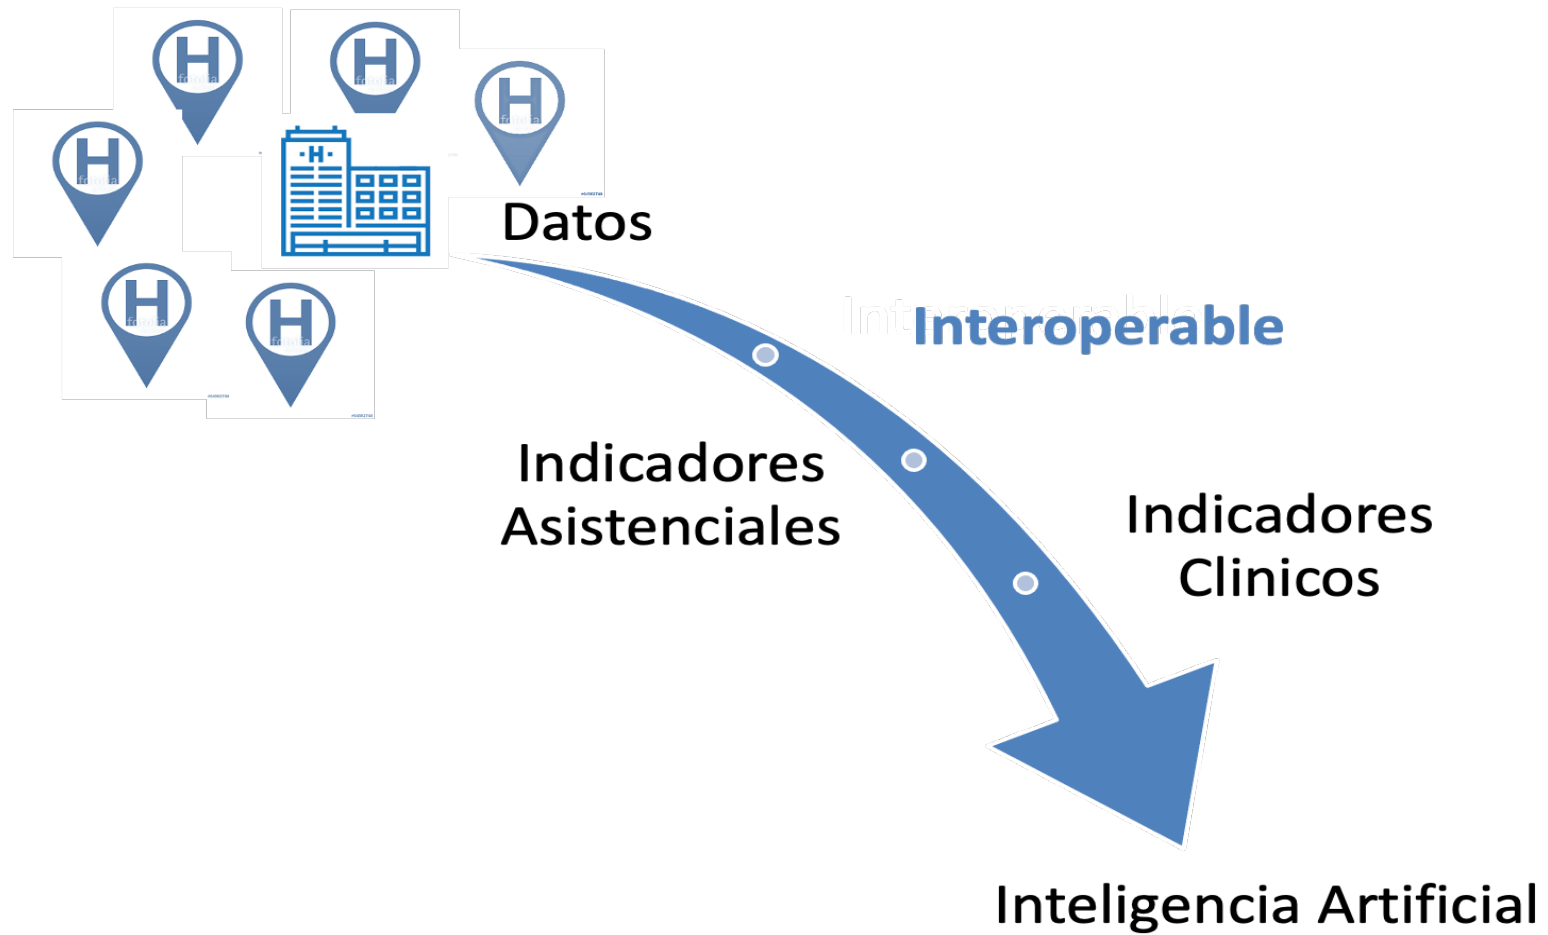 H
H
H
H
·H·
Datos
Interoperable
H
H
Indicadores
Asistenciales
Indicadores
Clinicos
Inteligencia Artificial